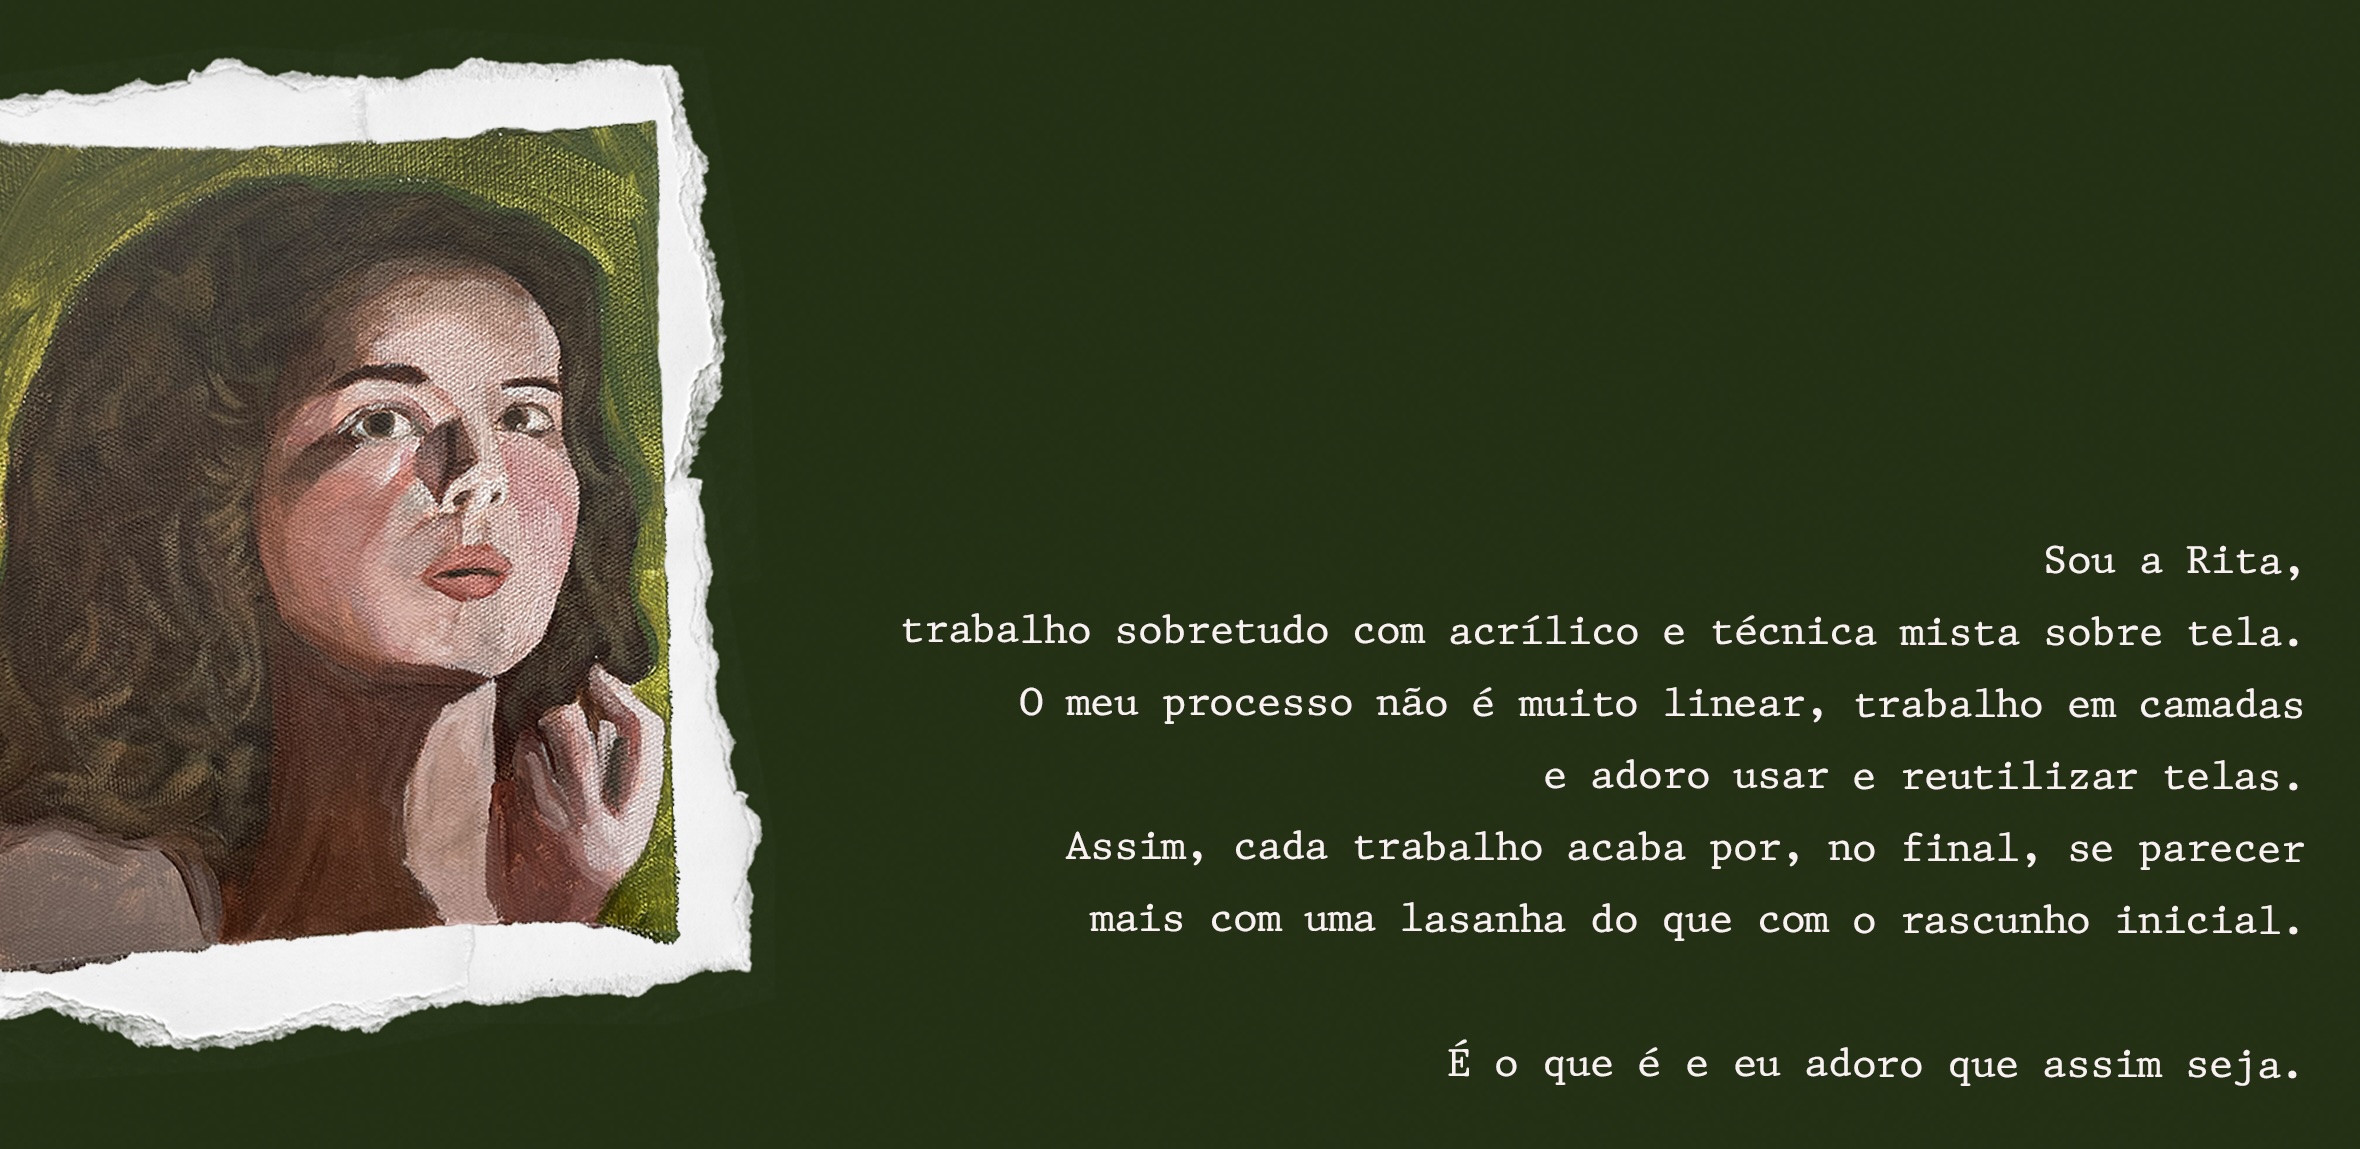 Sou a Rita,
trabalho sobretudo com acrílico e técnica mista sobre tela.
O meu processo não é muito linear, trabalho em camadas
e adoro usar e reutilizar telas.
Assim, cada trabalho acaba por, no final, se parecer
mais com uma lasanha do que com o rascunho inicial.
É o que é e eu adoro que assim seja.